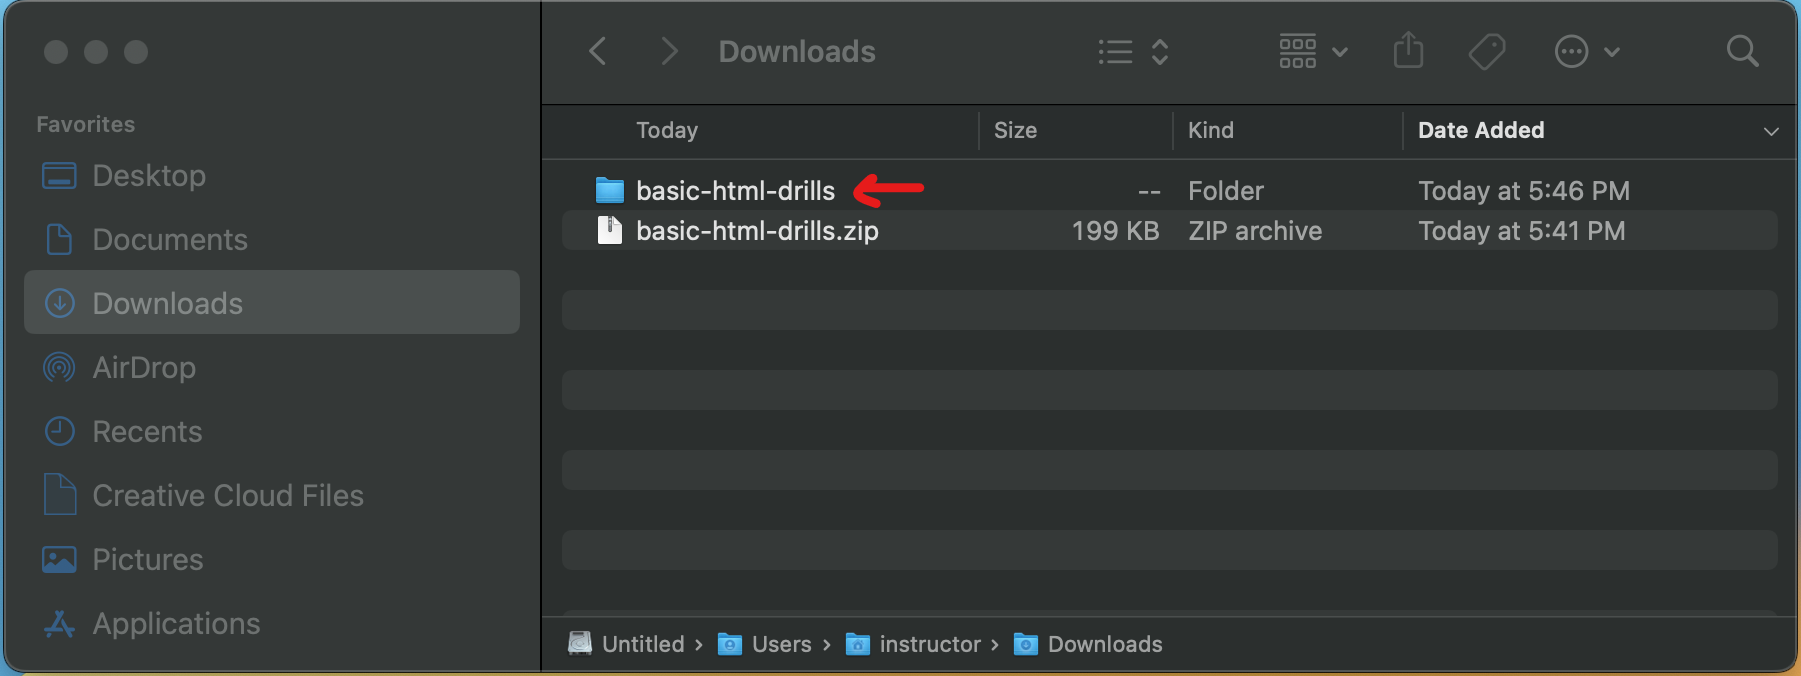 Downloads
Favorites
Desktop
Documents
Downloads
AirDrop
Recents
Creative Cloud Files
Pictures
Applications
Today Size Kind Date Added
basic-html-drills -- Folder Today at 5:46 PM
basic-html-drills.zip 199 KB ZIP archive Today at 5:41 PM
Untitled › Users › instructor › Downloads